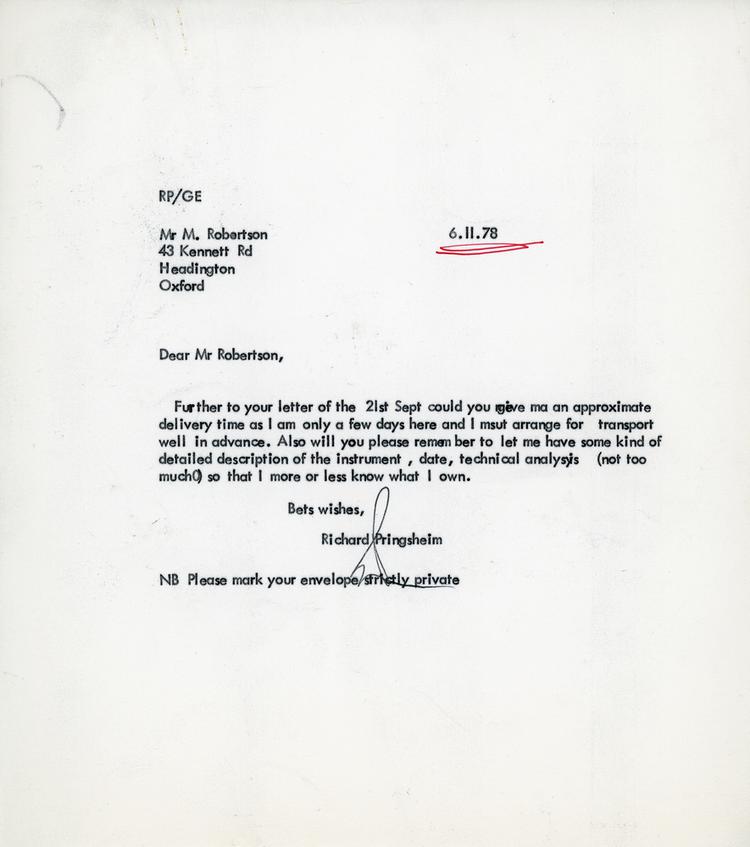 RP/GE
Mr M. Robertson
6.11.78
43 Kennett Rd
Headington
Oxford
Dear Mr Robertson,
Further to your letter of the 21st Sept could you give ma an approximate
delivery time as I am only a few days here and I msut arrange for transport
well in advance. Also will you please remem ber to let me have some kind of
detailed description of the instrument , date, technical analysis (not too
much!) so that I more or less know what I own.
Bets wishes,
Richard Pringsheim
NB Please mark your envelope strictly private